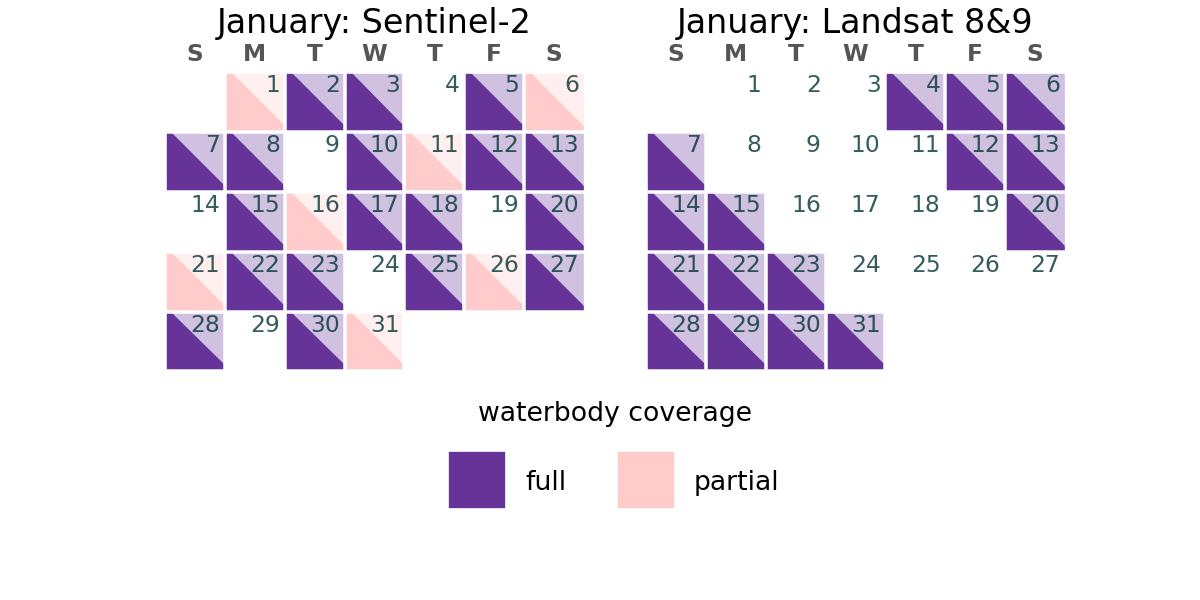 January: Sentinel-2
S M T W T F S
1 2 3 4 5 6
7 8 9 10 11 12 13
14 15 16 17 18 19 20
21 22 23 24 25 26 27
28 29 30 31
January: Landsat 8&9
S M T W T F S
1 2 3 4 5 6
7 8 9 10 11 12 13
14 15 16 17 18 19 20
21 22 23 24 25 26 27
28 29 30 31
waterbody coverage
full partial